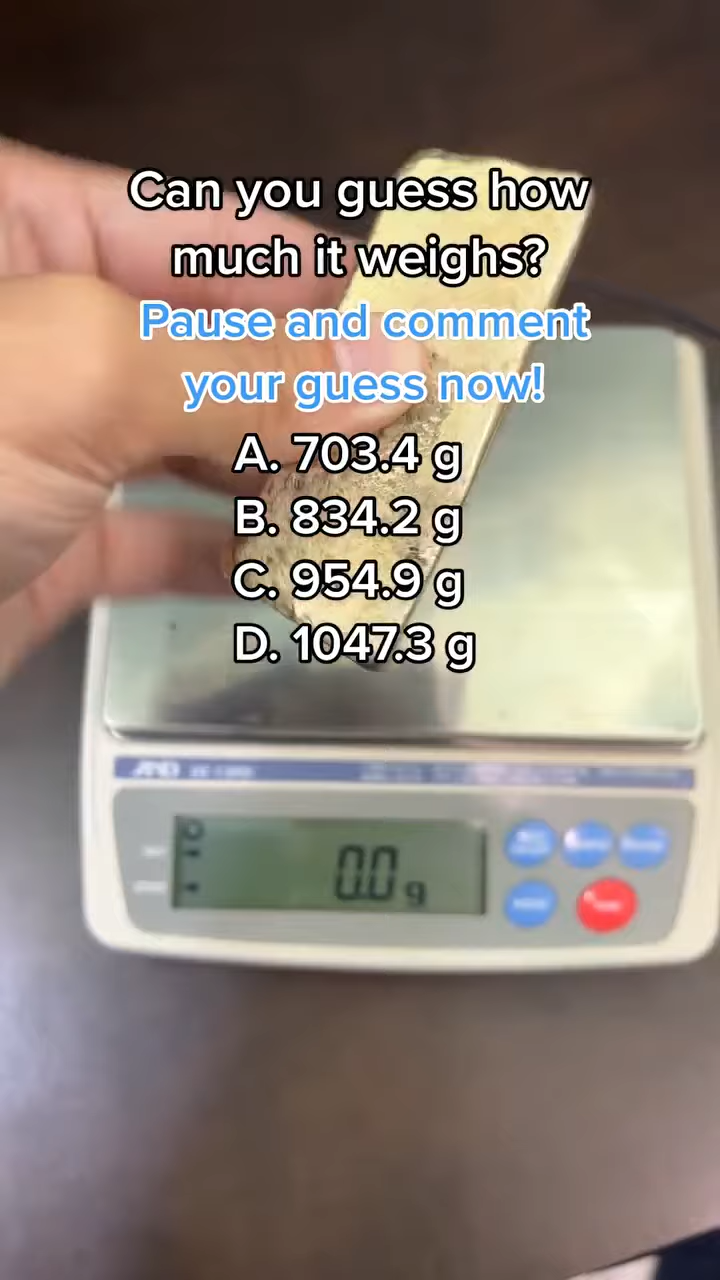 Can you guess how
much it weighs?
Pause and comment
your guess now!
A. 703.4 g
B. 834.2 g
C. 954.9 g
D. 1047.3 g
AND
0.0 g